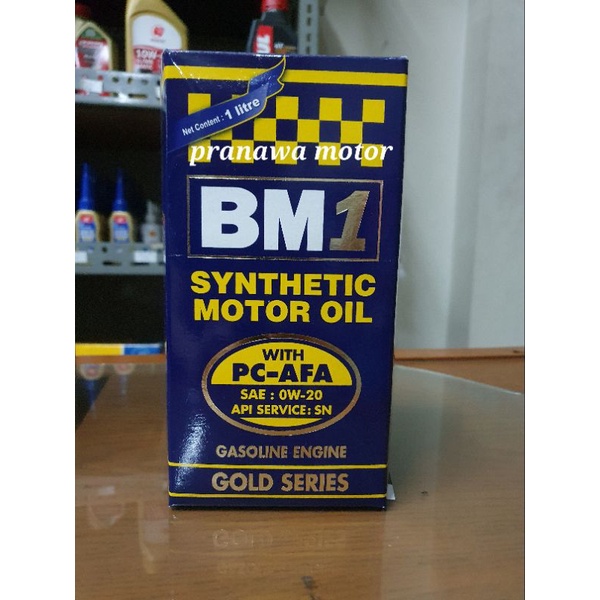 Net Content : 1 litre
pranawa motor
BM1
SYNTHETIC
MOTOR OIL
WITH
PC-AFA
SAE : 0W-20
API SERVICE: SN
GASOLINE ENGINE
GOLD SERIES